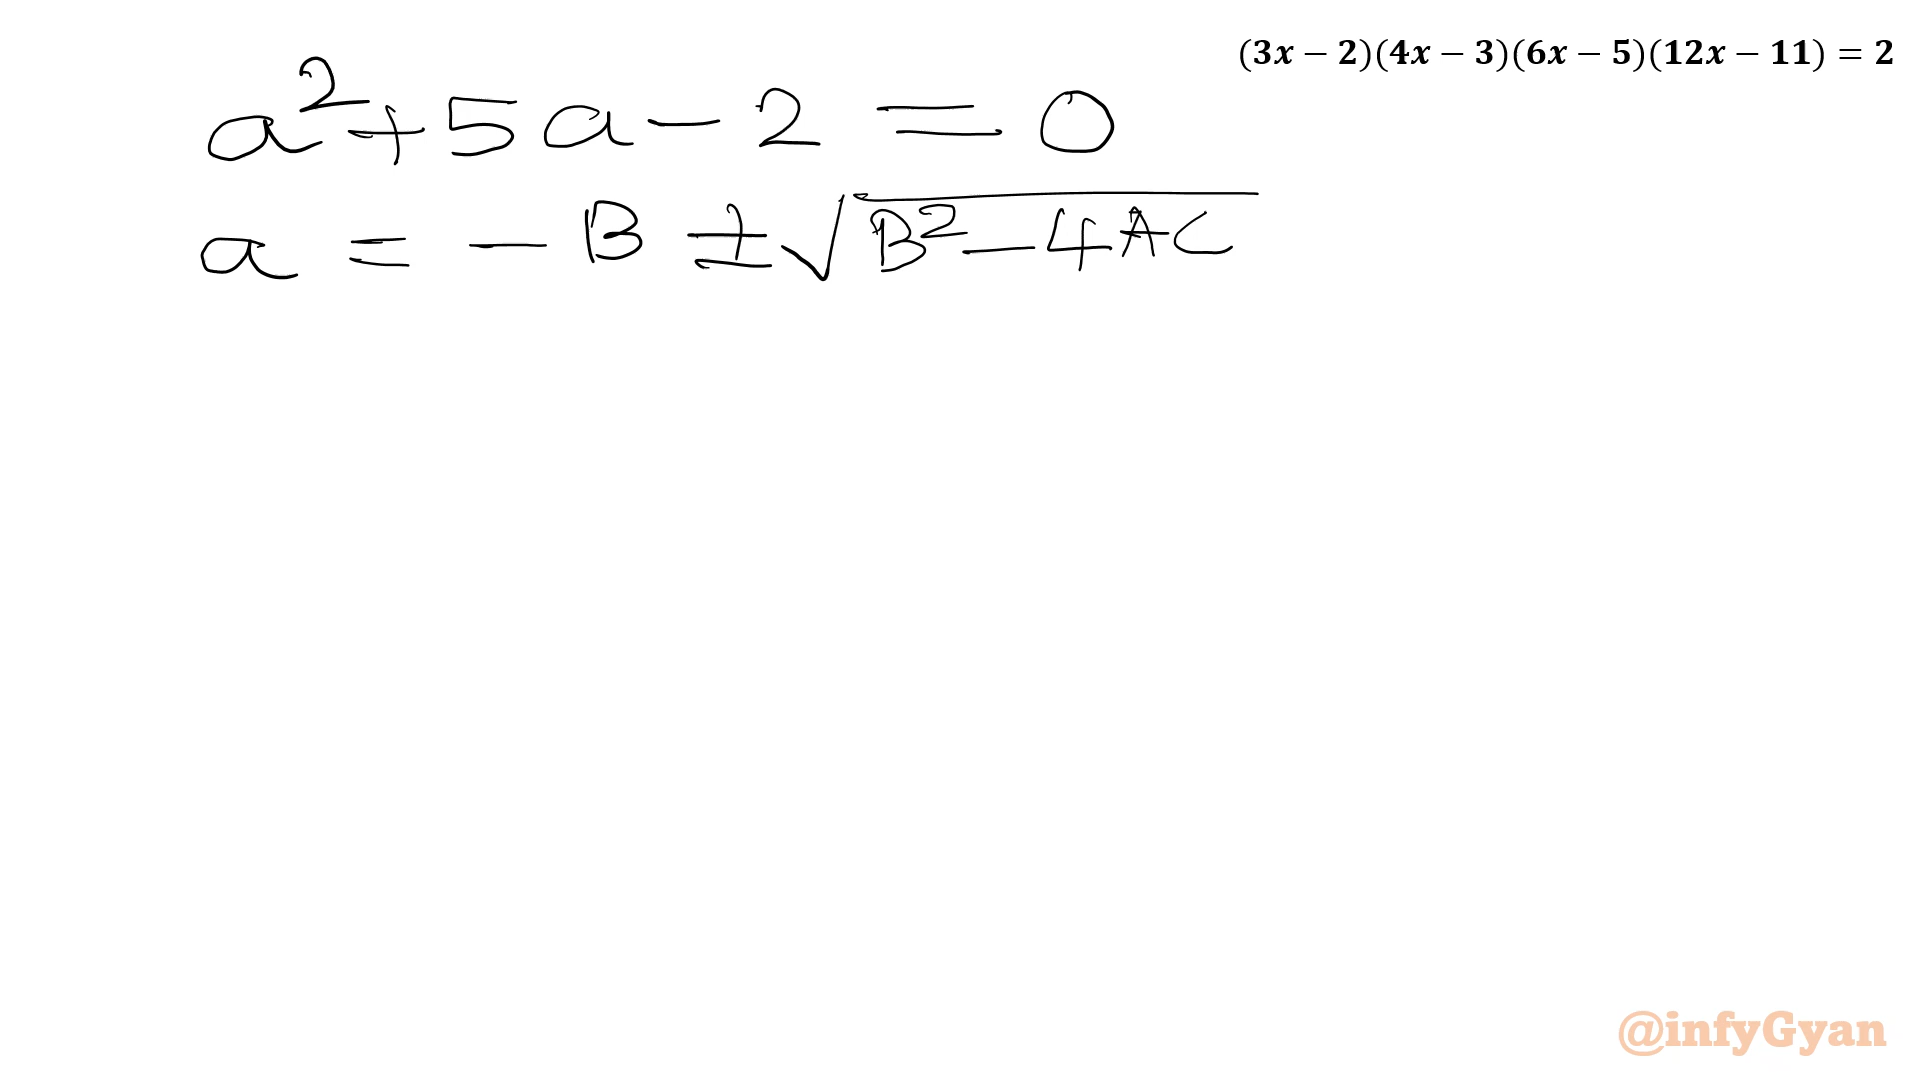 (3x − 2)(4x − 3)(6x − 5)(12x − 11) = 2
a² + 5a − 2 = 0
a = − B ± √B² − 4AC
@infyGyan